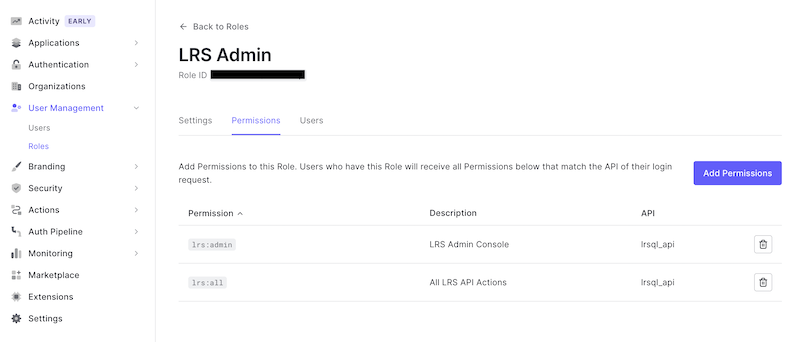 Activity EARLY
Applications
Authentication
Organizations
User Management
Users
Roles
Branding
Security
Actions
Auth Pipeline
Monitoring
Marketplace
Extensions
Settings
Back to Roles
LRS Admin
Role ID
Settings Permissions Users
Add Permissions to this Role. Users who have this Role will receive all Permissions below that match the API of their login
request.
Add Permissions
Permission Description API
lrs:admin LRS Admin Console lrsql_api
lrs:all All LRS API Actions lrsql_api